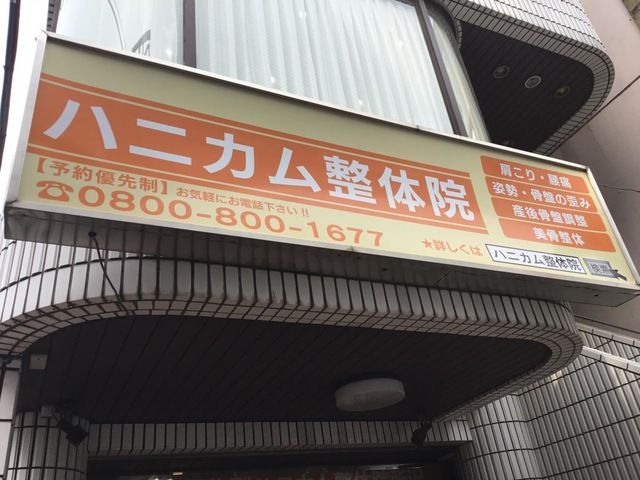 ハニカム整体院
【予約優先制】お気軽にお電話下さい!!
☎0800-800-1677
肩こり・腰痛
姿勢・骨盤の歪み
産後骨盤調整
美骨整体
★詳しくは ハニカム整体院 検索